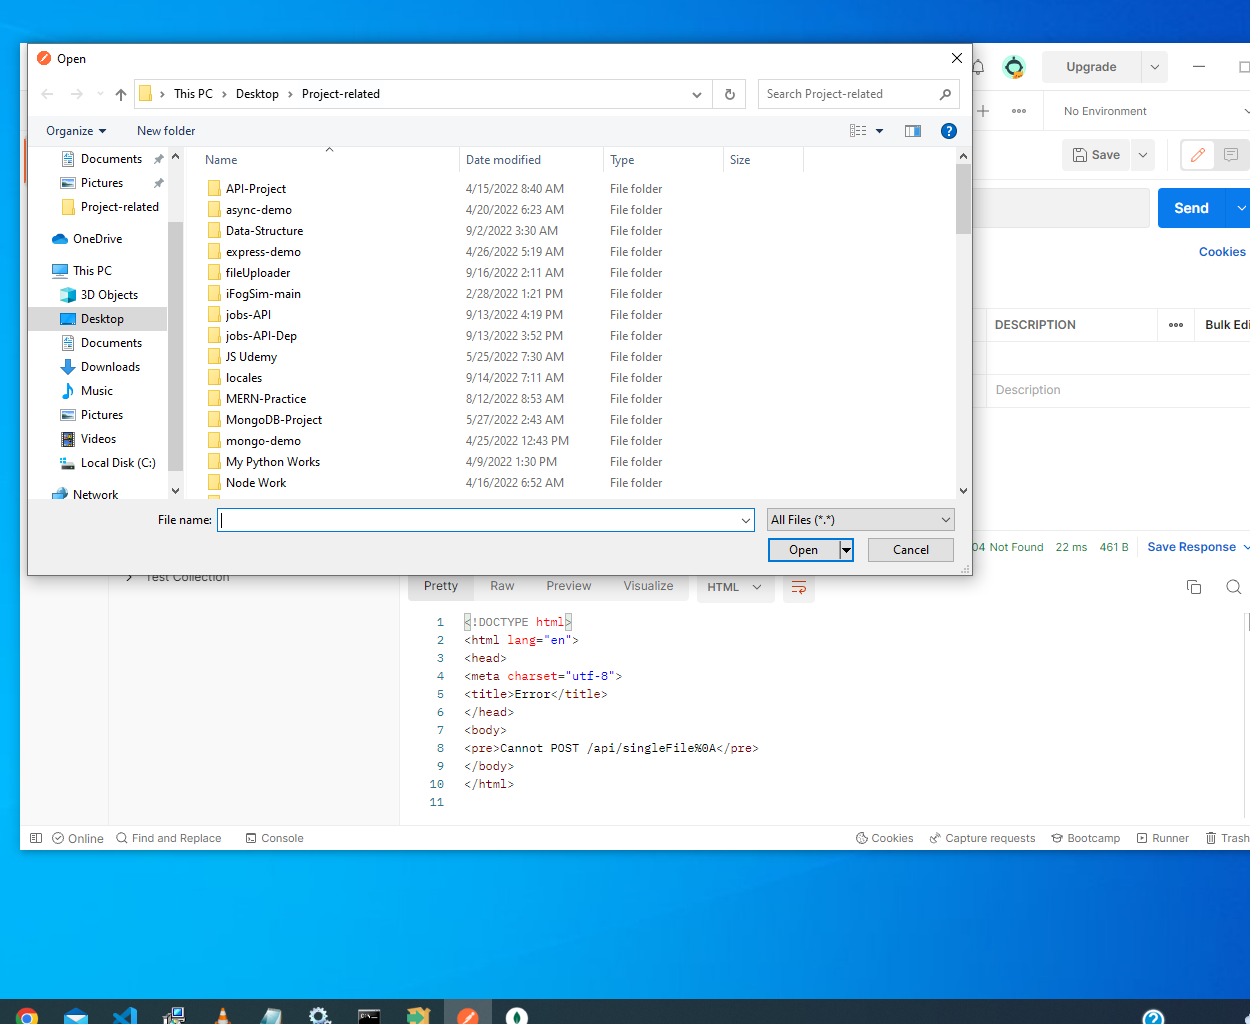 Open
This PC
Desktop
Project-related
Search Project-related
Organize
New folder
Documents
Pictures
Project-related
OneDrive
This PC
3D Objects
Desktop
Documents
Downloads
Music
Pictures
Videos
Local Disk (C:)
Network
Name Date modified Type Size
API-Project 4/15/2022 8:40 AM File folder
async-demo 4/20/2022 6:23 AM File folder
Data-Structure 9/2/2022 3:30 AM File folder
express-demo 4/26/2022 5:19 AM File folder
fileUploader 9/16/2022 2:11 AM File folder
iFogSim-main 2/28/2022 1:21 PM File folder
jobs-API 9/13/2022 4:19 PM File folder
jobs-API-Dep 9/13/2022 3:52 PM File folder
JS Udemy 5/25/2022 7:30 AM File folder
locales 9/14/2022 7:11 AM File folder
MERN-Practice 8/12/2022 8:53 AM File folder
MongoDB-Project 5/27/2022 2:43 AM File folder
mongo-demo 4/25/2022 12:43 PM File folder
My Python Works 4/9/2022 1:30 PM File folder
Node Work 4/16/2022 6:52 AM File folder
File name:
All Files (*.*)
Open
Cancel
Upgrade
No Environment
Save
Send
Cookies
DESCRIPTION
Bulk Edi
Description
04 Not Found 22 ms 461 B Save Response
Test Collection
Pretty Raw Preview Visualize HTML
1 <!DOCTYPE html>
2 <html lang="en">
3 <head>
4 <meta charset="utf-8">
5 <title>Error</title>
6 </head>
7 <body>
8 <pre>Cannot POST /api/singleFile%0A</pre>
9 </body>
10 </html>
11
Online Find and Replace Console Cookies Capture requests Bootcamp Runner Trash